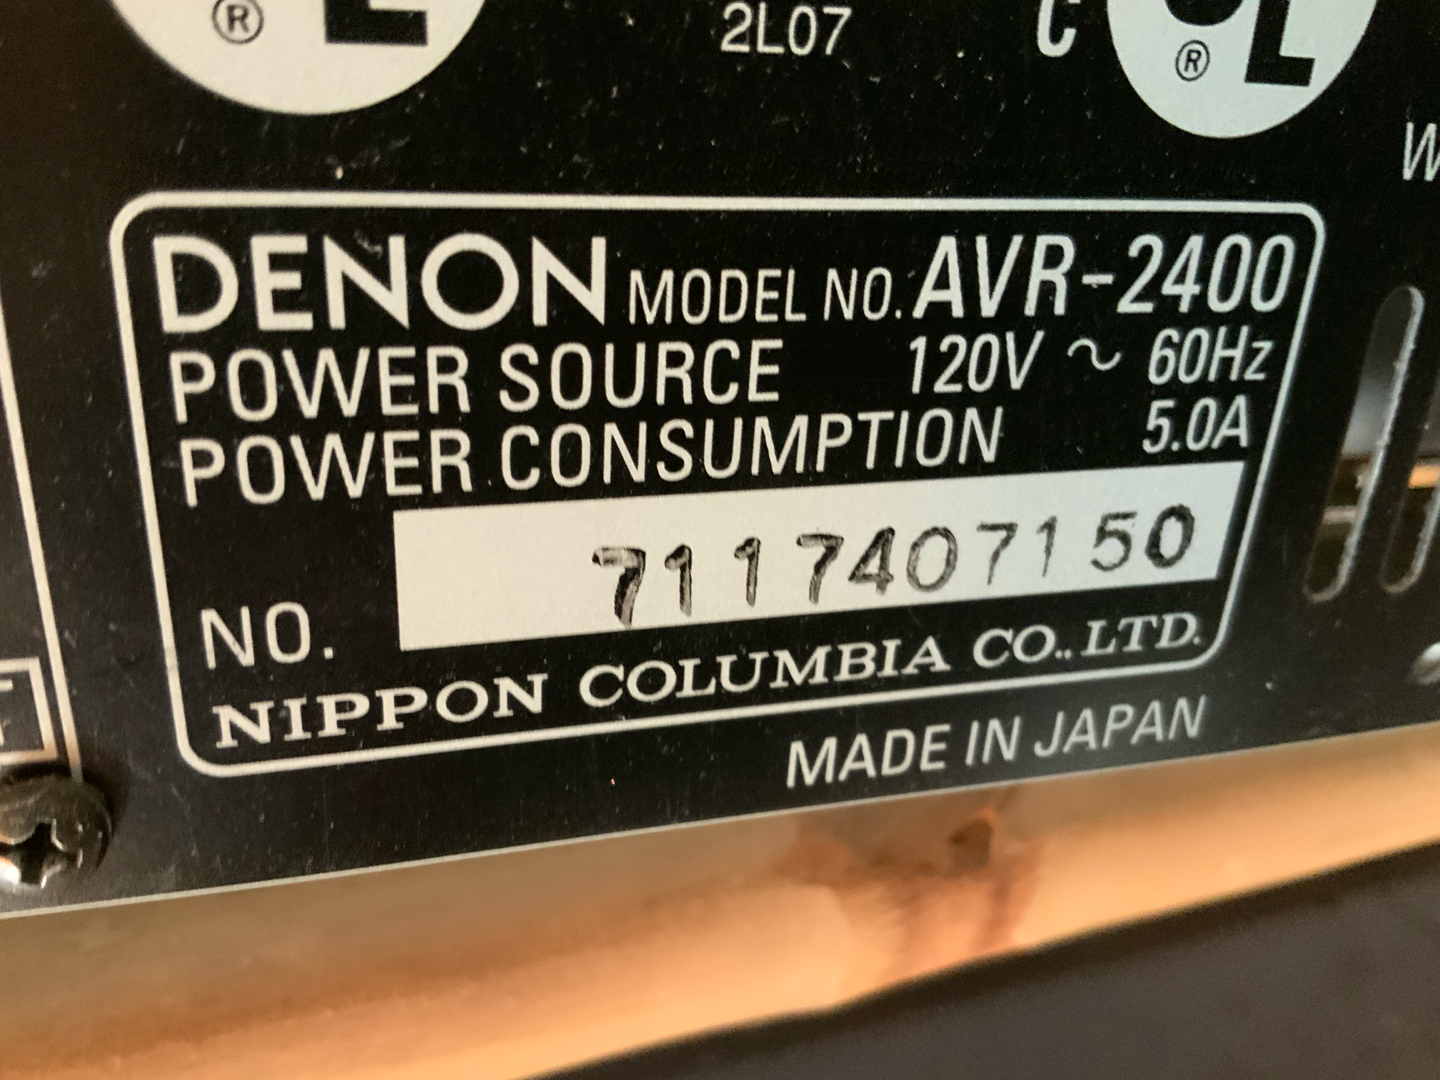 ® L
2L07
C UL ®
W
DENON MODEL NO. AVR-2400
POWER SOURCE 120V ~ 60Hz
POWER CONSUMPTION 5.0A
NO. 7117407150
NIPPON COLUMBIA CO., LTD.
MADE IN JAPAN